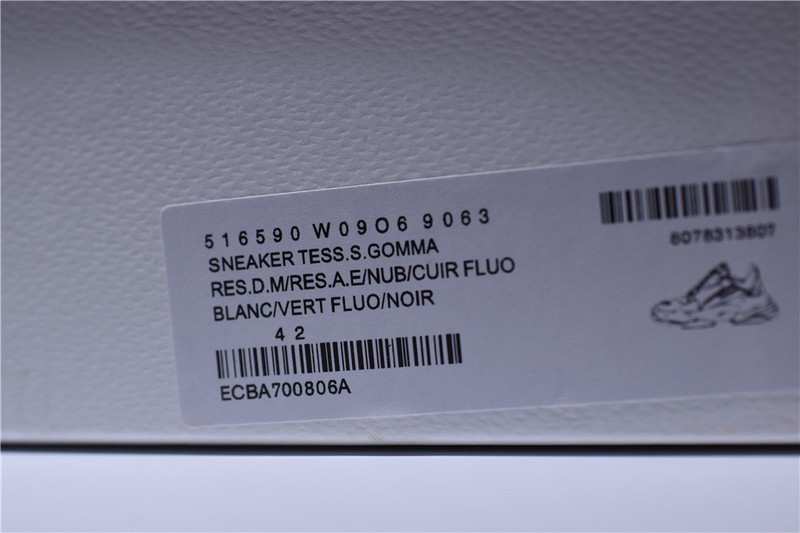 516590 W09O6 9063
SNEAKER TESS.S.GOMMA
RES.D.M/RES.A.E/NUB/CUIR FLUO
BLANC/VERT FLUO/NOIR
42
ECBA700806A
8078313807